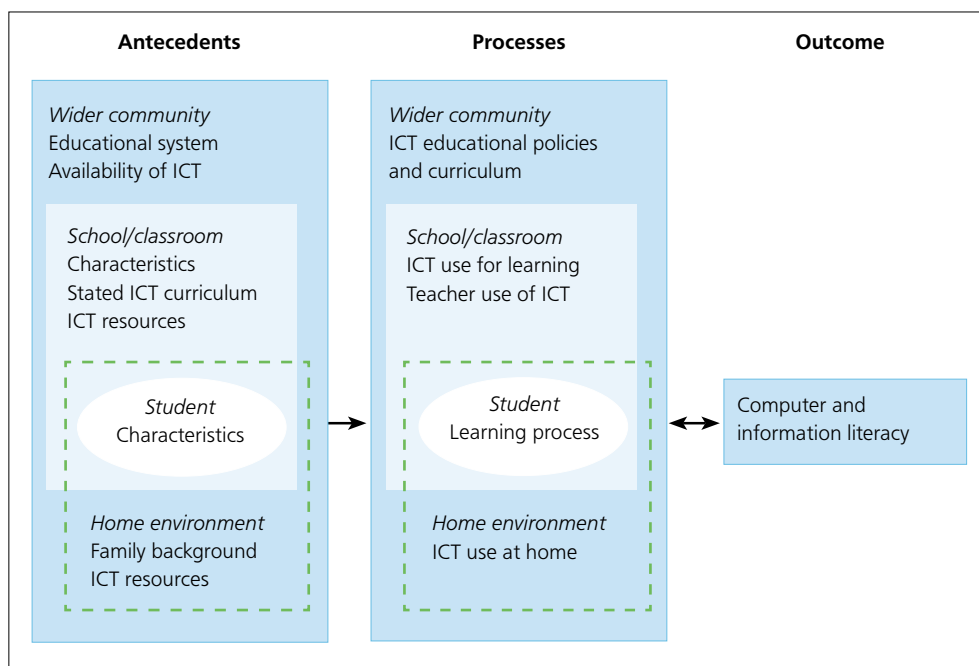 Antecedents
Processes
Outcome
Wider community
Educational system
Availability of ICT
School/classroom
Characteristics
Stated ICT curriculum
ICT resources
Student
Characteristics
Home environment
Family background
ICT resources
Wider community
ICT educational policies
and curriculum
School/classroom
ICT use for learning
Teacher use of ICT
Student
Learning process
Home environment
ICT use at home
Computer and
information literacy